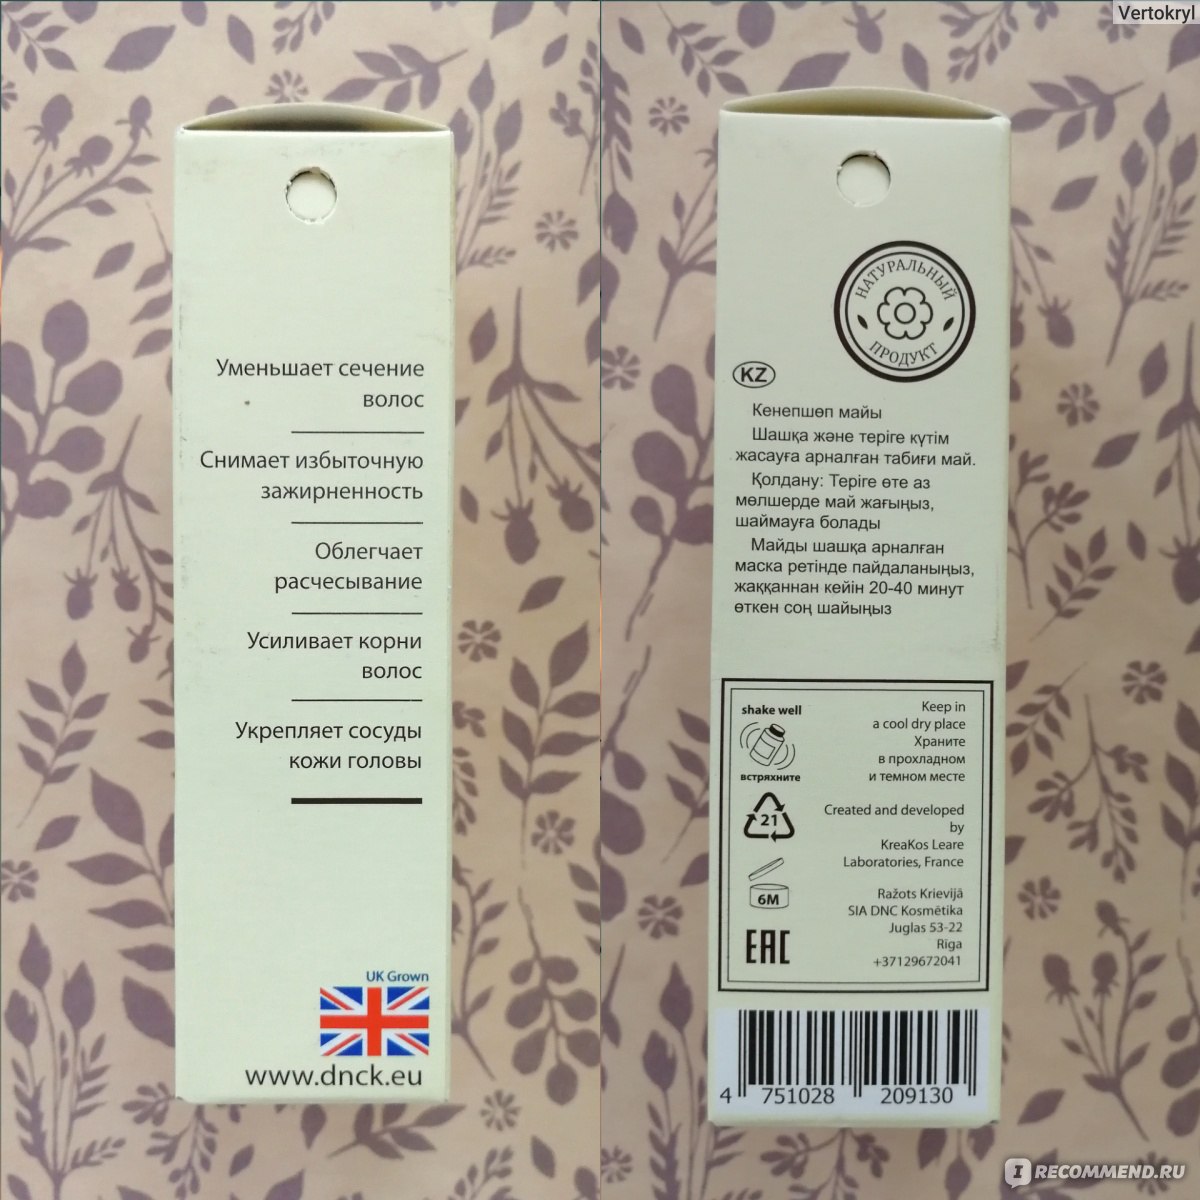 Vertokryl
Уменьшает сечение
волос
Снимает избыточную
зажирненность
Облегчает
расчесывание
Усиливает корни
волос
Укрепляет сосуды
кожи головы
UK Grown
www.dnck.eu
НАТУРАЛЬНЫЙ
ПРОДУКТ
KZ
Кенепшөп майы
Шашқа және теріге күтім
жасауға арналған табиғи май.
Қолдану: Теріге өте аз
мөлшерде май жағыңыз,
шаймауға болады
Майды шашқа арналған
маска ретінде пайдаланыңыз,
жаққаннан кейін 20-40 минут
өткен соң шайыңыз
shake well
встряхните
21
6M
EAC
Keep in
a cool dry place
Храните
в прохладном
и темном месте
Created and developed
by
KreaKos Leare
Laboratories, France
Ražots Krievijā
SIA DNC Kosmētika
Juglas 53-22
Riga
+37129672041
4 751028 209130
I RECOMMEND.RU